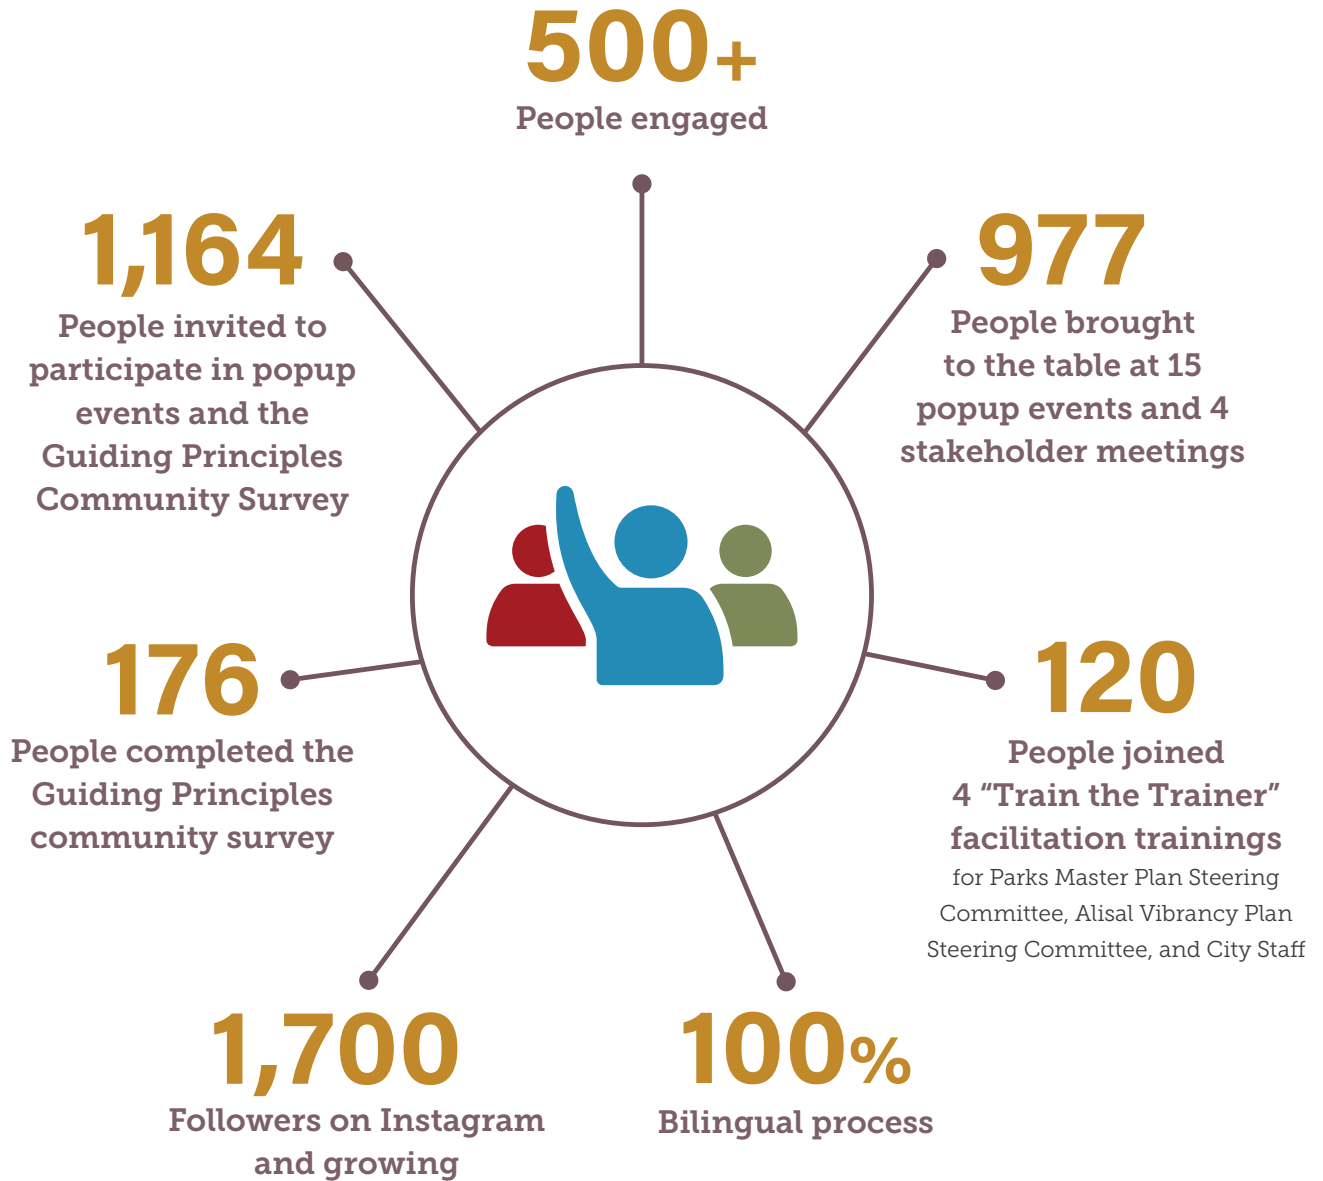 500+
People engaged
1,164
People invited to
participate in popup
events and the
Guiding Principles
Community Survey
977
People brought
to the table at 15
popup events and 4
stakeholder meetings
176
People completed the
Guiding Principles
community survey
120
People joined
4 “Train the Trainer”
facilitation trainings
for Parks Master Plan Steering
Committee, Alisal Vibrancy Plan
Steering Committee, and City Staff
1,700
Followers on Instagram
and growing
100%
Bilingual process